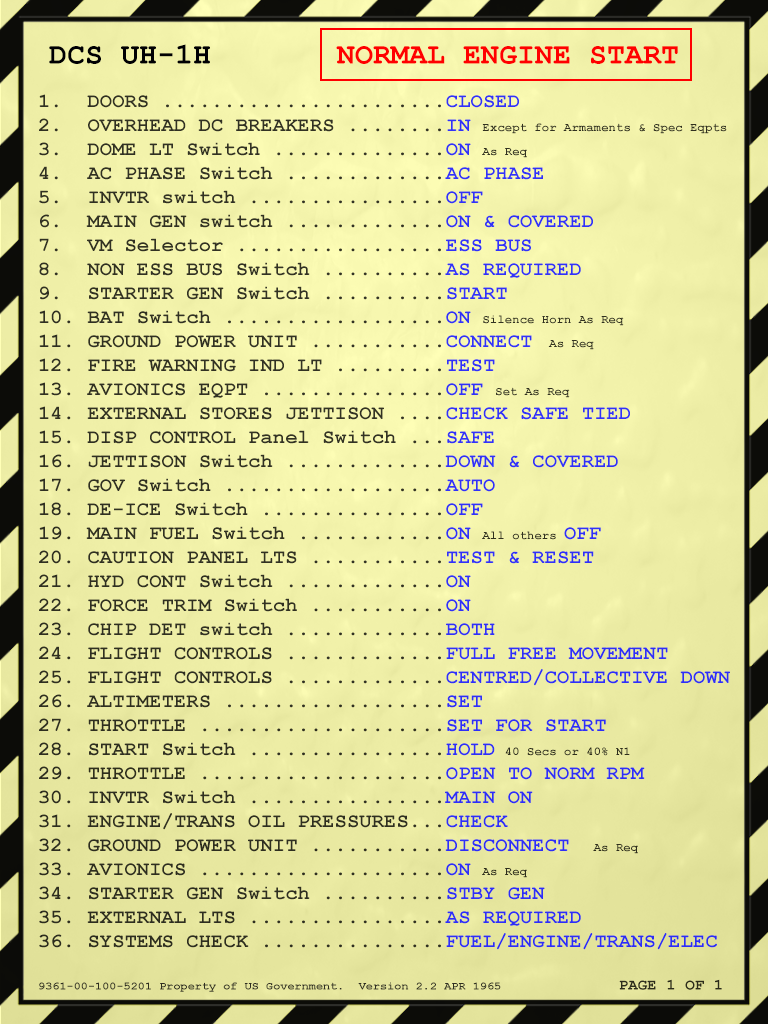 DCS UH-1H
NORMAL ENGINE START
1. DOORS .......................CLOSED
2. OVERHEAD DC BREAKERS ........IN Except for Armaments & Spec Eqpts
3. DOME LT Switch ..............ON As Req
4. AC PHASE Switch .............AC PHASE
5. INVTR switch ................OFF
6. MAIN GEN switch .............ON & COVERED
7. VM Selector .................ESS BUS
8. NON ESS BUS Switch ..........AS REQUIRED
9. STARTER GEN Switch ..........START
10. BAT Switch ..................ON Silence Horn As Req
11. GROUND POWER UNIT ...........CONNECT As Req
12. FIRE WARNING IND LT .........TEST
13. AVIONICS EQPT ...............OFF Set As Req
14. EXTERNAL STORES JETTISON ....CHECK SAFE TIED
15. DISP CONTROL Panel Switch ...SAFE
16. JETTISON Switch .............DOWN & COVERED
17. GOV Switch ..................AUTO
18. DE-ICE Switch ...............OFF
19. MAIN FUEL Switch ............ON All others OFF
20. CAUTION PANEL LTS ...........TEST & RESET
21. HYD CONT Switch .............ON
22. FORCE TRIM Switch ...........ON
23. CHIP DET switch .............BOTH
24. FLIGHT CONTROLS .............FULL FREE MOVEMENT
25. FLIGHT CONTROLS .............CENTRED/COLLECTIVE DOWN
26. ALTIMETERS ..................SET
27. THROTTLE ....................SET FOR START
28. START Switch ................HOLD 40 Secs or 40% N1
29. THROTTLE ....................OPEN TO NORM RPM
30. INVTR Switch ................MAIN ON
31. ENGINE/TRANS OIL PRESSURES...CHECK
32. GROUND POWER UNIT ...........DISCONNECT As Req
33. AVIONICS ....................ON As Req
34. STARTER GEN Switch ..........STBY GEN
35. EXTERNAL LTS ................AS REQUIRED
36. SYSTEMS CHECK ...............FUEL/ENGINE/TRANS/ELEC
9361-00-100-5201 Property of US Government. Version 2.2 APR 1965 PAGE 1 OF 1